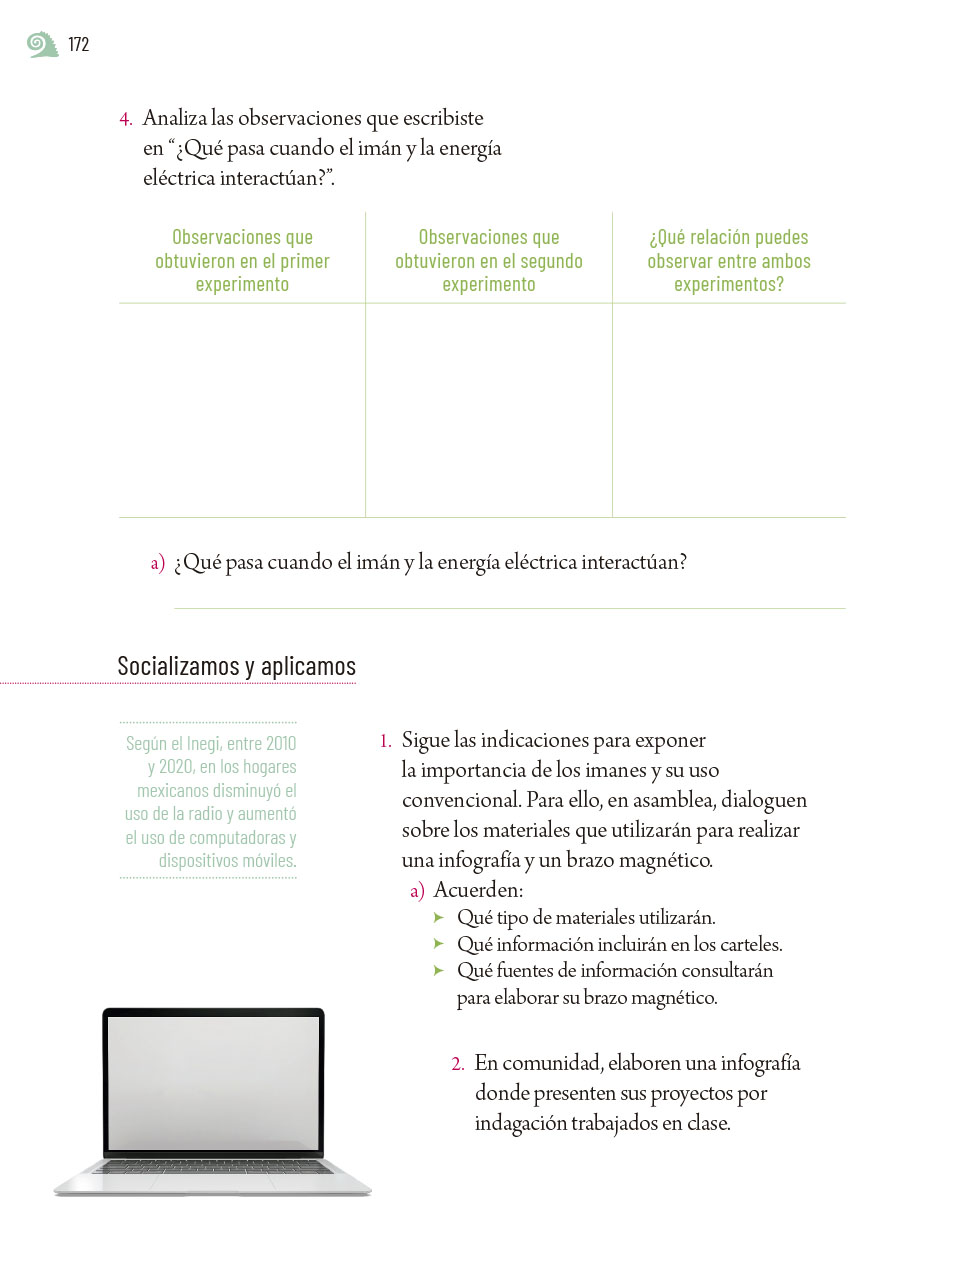 172
4. Analiza las observaciones que escribiste
en “¿Qué pasa cuando el imán y la energía
eléctrica interactúan?”.
Observaciones que
obtuvieron en el primer
experimento
Observaciones que
obtuvieron en el segundo
experimento
¿Qué relación puedes
observar entre ambos
experimentos?
a) ¿Qué pasa cuando el imán y la energía eléctrica interactúan?
Socializamos y aplicamos
Según el Inegi, entre 2010
y 2020, en los hogares
mexicanos disminuyó el
uso de la radio y aumentó
el uso de computadoras y
dispositivos móviles.
1. Sigue las indicaciones para exponer
la importancia de los imanes y su uso
convencional. Para ello, en asamblea, dialoguen
sobre los materiales que utilizarán para realizar
una infografía y un brazo magnético.
a) Acuerden:
➤ Qué tipo de materiales utilizarán.
➤ Qué información incluirán en los carteles.
➤ Qué fuentes de información consultarán
para elaborar su brazo magnético.
2. En comunidad, elaboren una infografía
donde presenten sus proyectos por
indagación trabajados en clase.